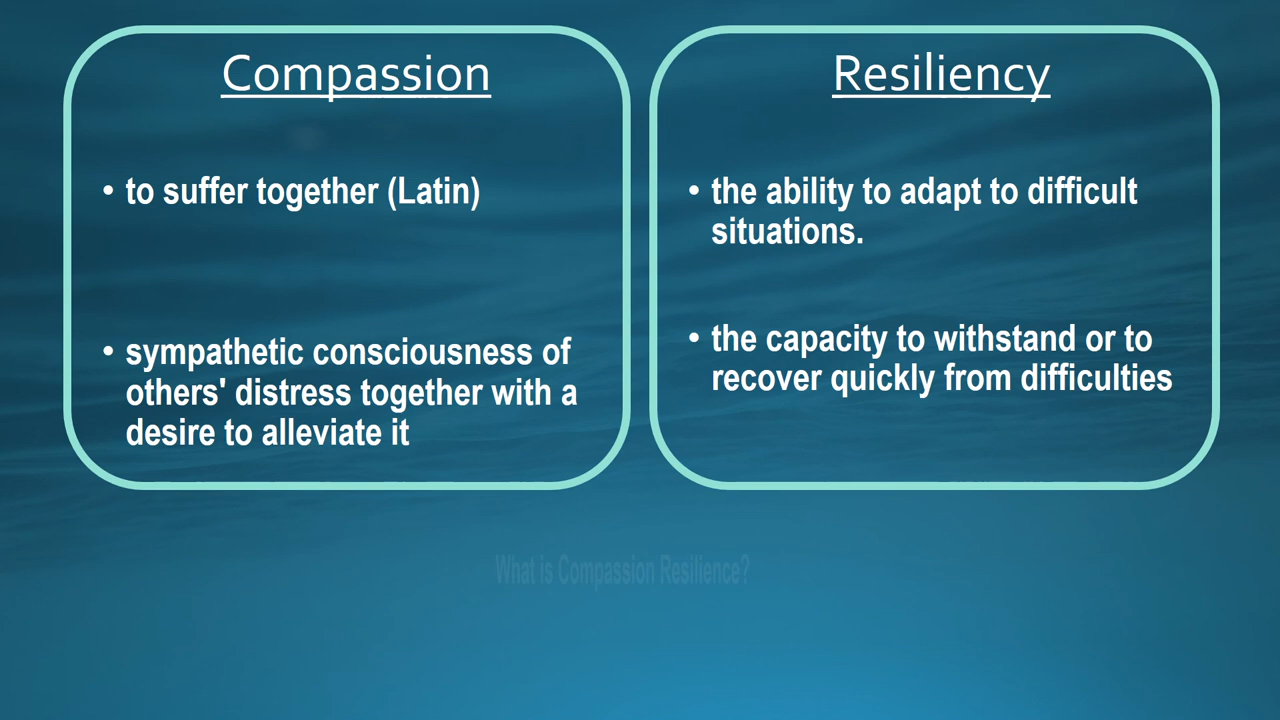 Compassion
• to suffer together (Latin)
• sympathetic consciousness of
others' distress together with a
desire to alleviate it
Resiliency
• the ability to adapt to difficult
situations.
• the capacity to withstand or to
recover quickly from difficulties
What is Compassion Resilience?